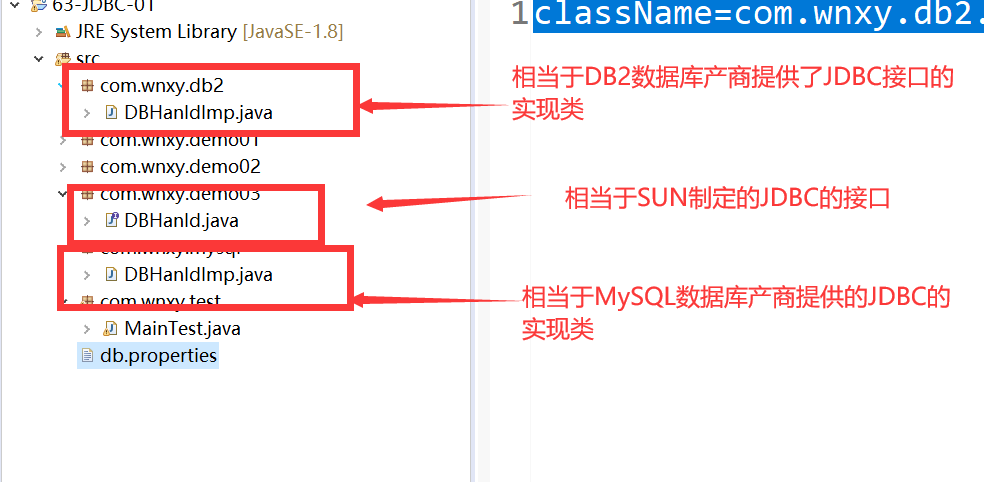 63-JDBC-01
JRE System Library [JavaSE-1.8]
src
com.wnxy.db2
DBHanldImp.java
com.wnxy.demo01
com.wnxy.demo02
com.wnxy.demo03
DBHanld.java
com.wnxy.mysql
DBHanldImp.java
com.wnxy.test
MainTest.java
db.properties
1className=com.wnxy.db2.
相当于DB2数据库产商提供了JDBC接口的
实现类
相当于SUN制定的JDBC的接口
相当于MySQL数据库产商提供的JDBC的
实现类